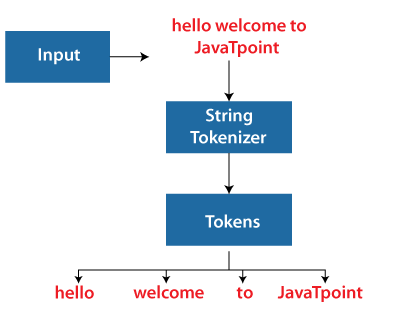 Input
hello welcome to
JavaTpoint
String
Tokenizer
Tokens
hello welcome to JavaTpoint